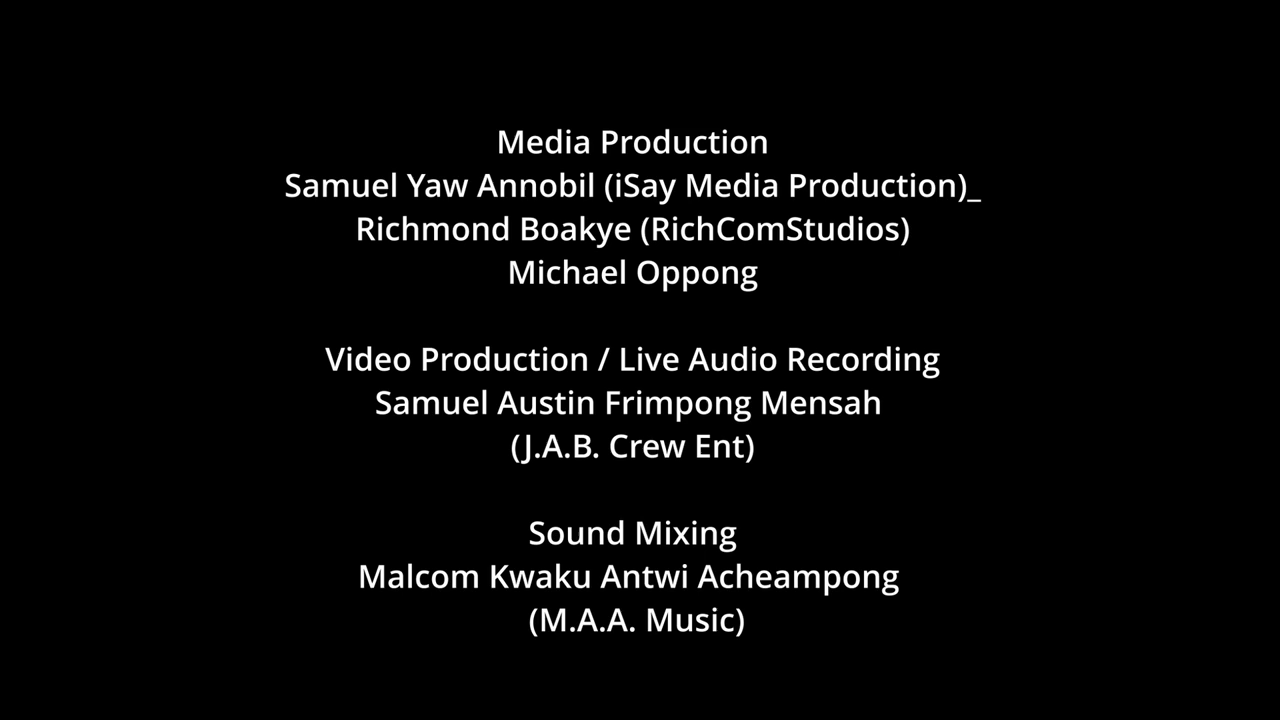 Media Production
Samuel Yaw Annobil (iSay Media Production)_
Richmond Boakye (RichComStudios)
Michael Oppong
Video Production / Live Audio Recording
Samuel Austin Frimpong Mensah
(J.A.B. Crew Ent)
Sound Mixing
Malcom Kwaku Antwi Acheampong
(M.A.A. Music)